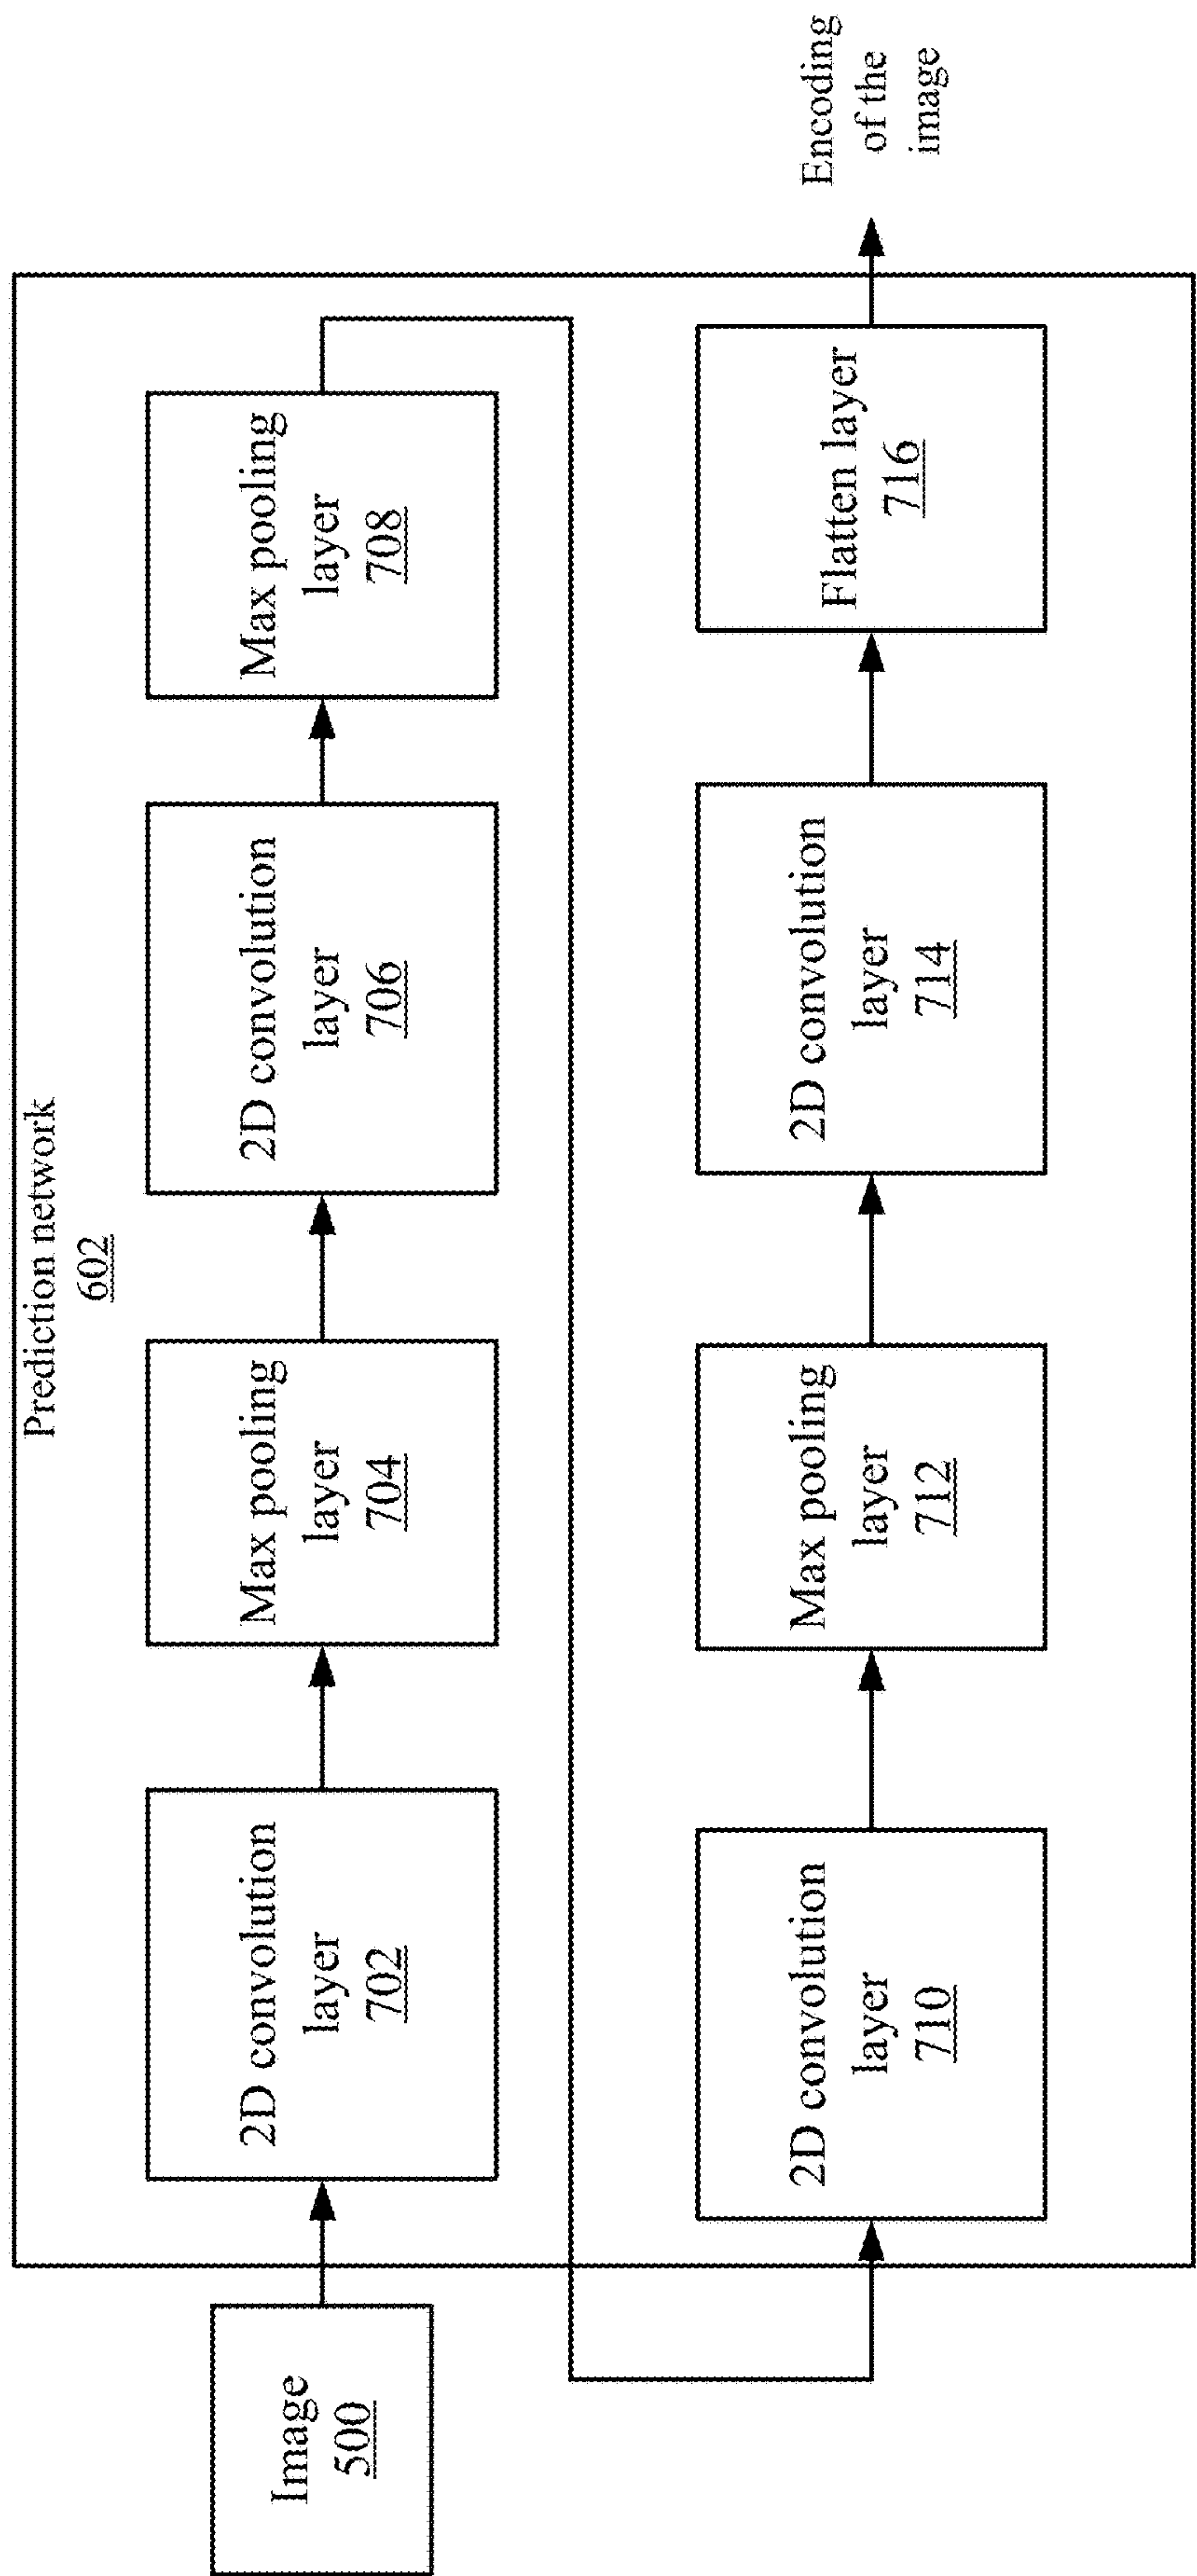 Prediction network
602
Image
500
2D convolution
layer
702
Max pooling
layer
704
2D convolution
layer
706
Max pooling
layer
708
2D convolution
layer
710
Max pooling
layer
712
2D convolution
layer
714
Flatten layer
716
Encoding
of the
image